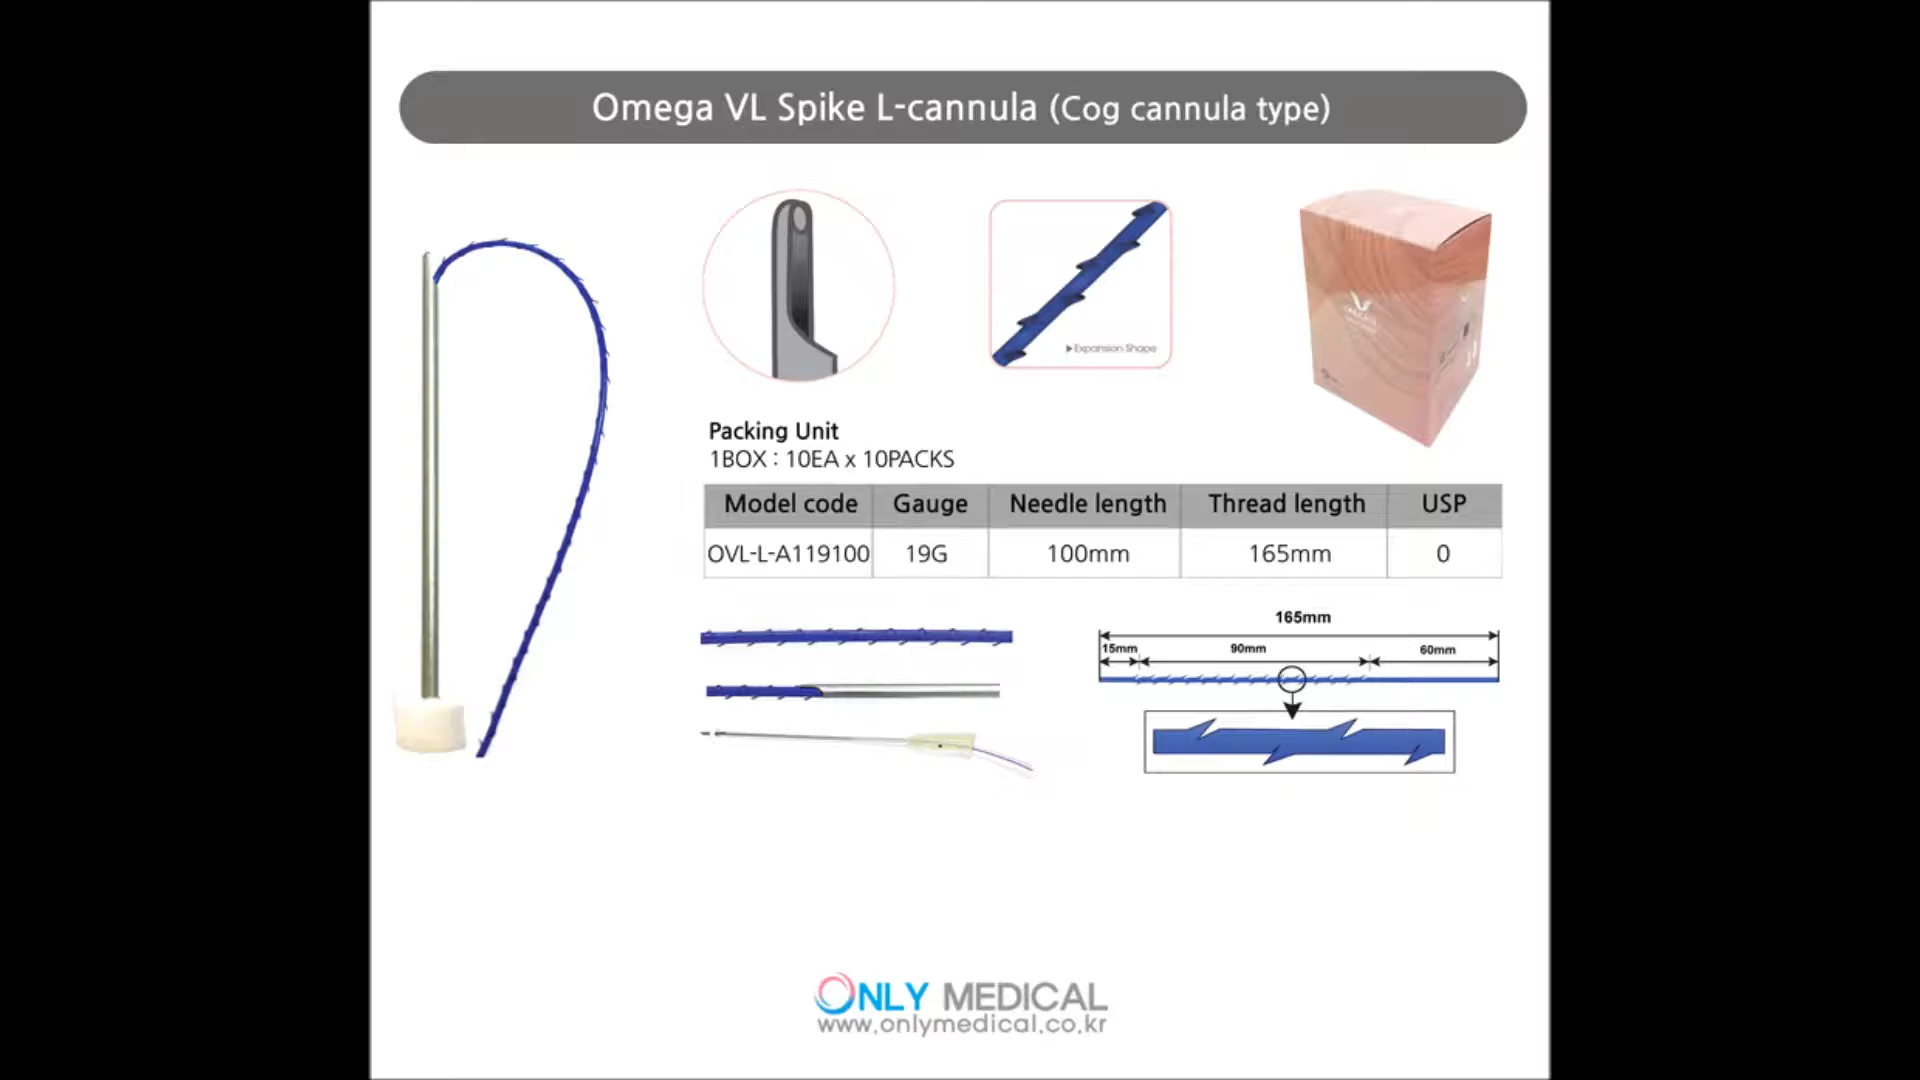 Omega VL Spike L-cannula (Cog cannula type)
▶Expansion Shape
Packing Unit
1BOX : 10EA x 10PACKS
Model code Gauge Needle length Thread length USP
OVL-L-A119100 19G 100mm 165mm 0
165mm
15mm 90mm 60mm
ONLY MEDICAL
www.onlymedical.co.kr